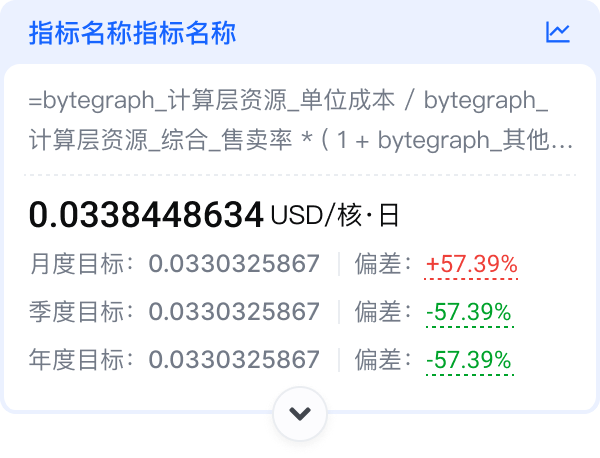 指标名称指标名称
=bytegraph_计算层资源_单位成本 / bytegraph_
计算层资源_综合_售卖率 * ( 1 + bytegraph_其他...
0.0338448634 USD/核·日
月度目标：0.0330325867 偏差：+57.39%
季度目标：0.0330325867 偏差：-57.39%
年度目标：0.0330325867 偏差：-57.39%